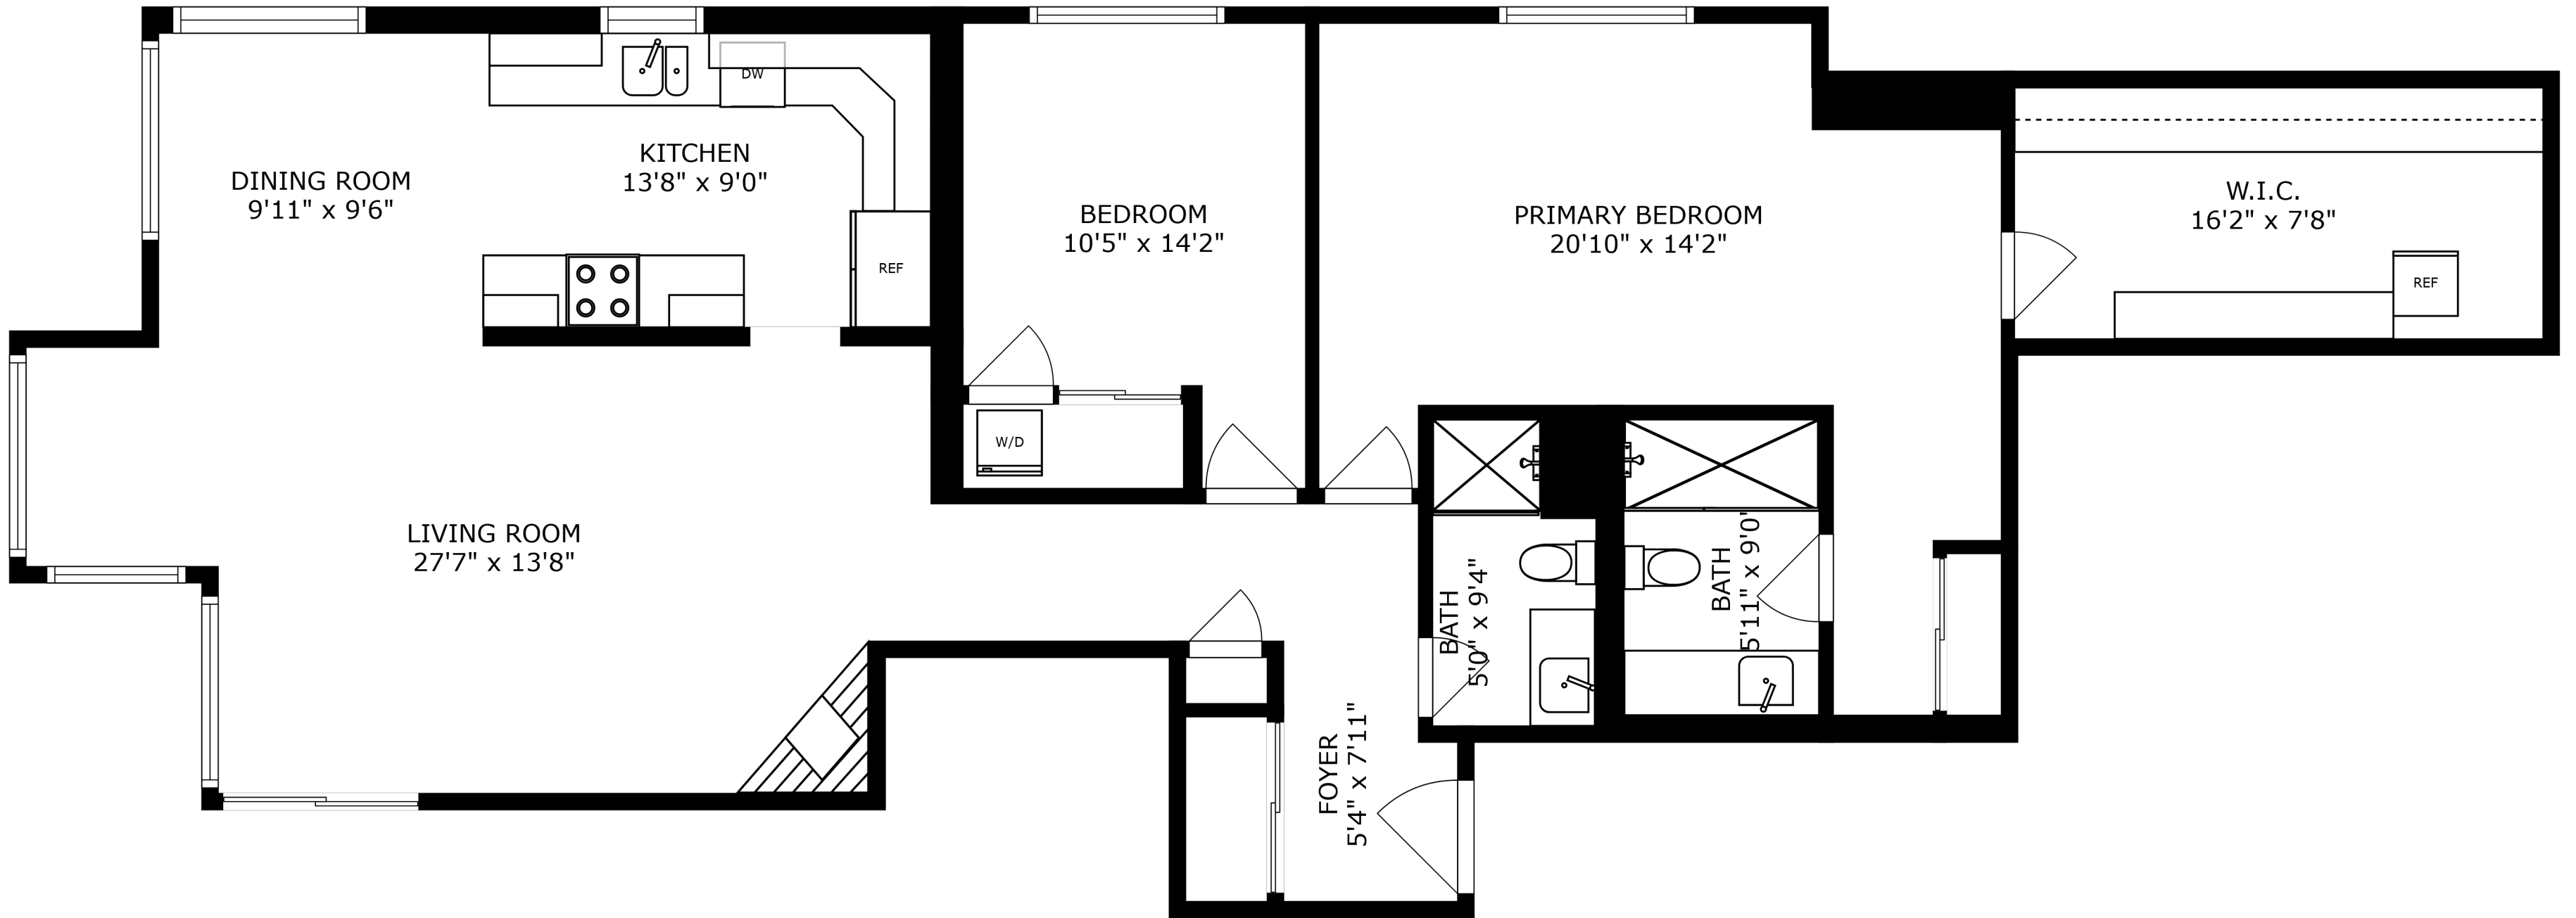 DW
KITCHEN
13'8" x 9'0"
DINING ROOM
9'11" x 9'6"
REF
BEDROOM
10'5" x 14'2"
PRIMARY BEDROOM
20'10" x 14'2"
W.I.C.
16'2" x 7'8"
REF
W/D
LIVING ROOM
27'7" x 13'8"
BATH
5'0" x 9'4"
BATH
5'11" x 9'0"
FOYER
5'4" x 7'11"